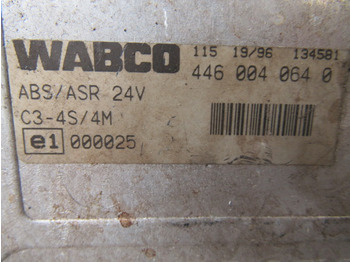 WABCO 115 19/96 134581
446 004 064 0
ABS/ASR 24V
C3-4S/4M
e1 000025